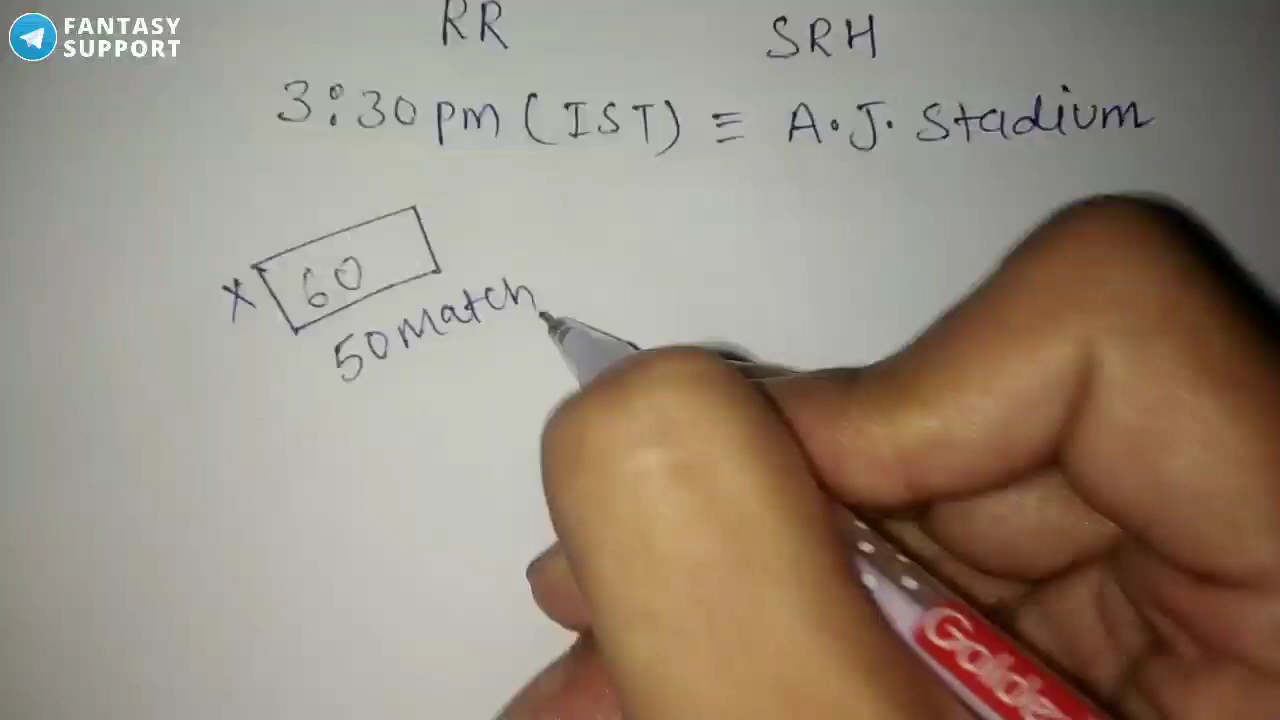 FANTASY
SUPPORT
RR SRH
3:30 pm (IST) ≡ A.J. Stadium
x 60
50 match